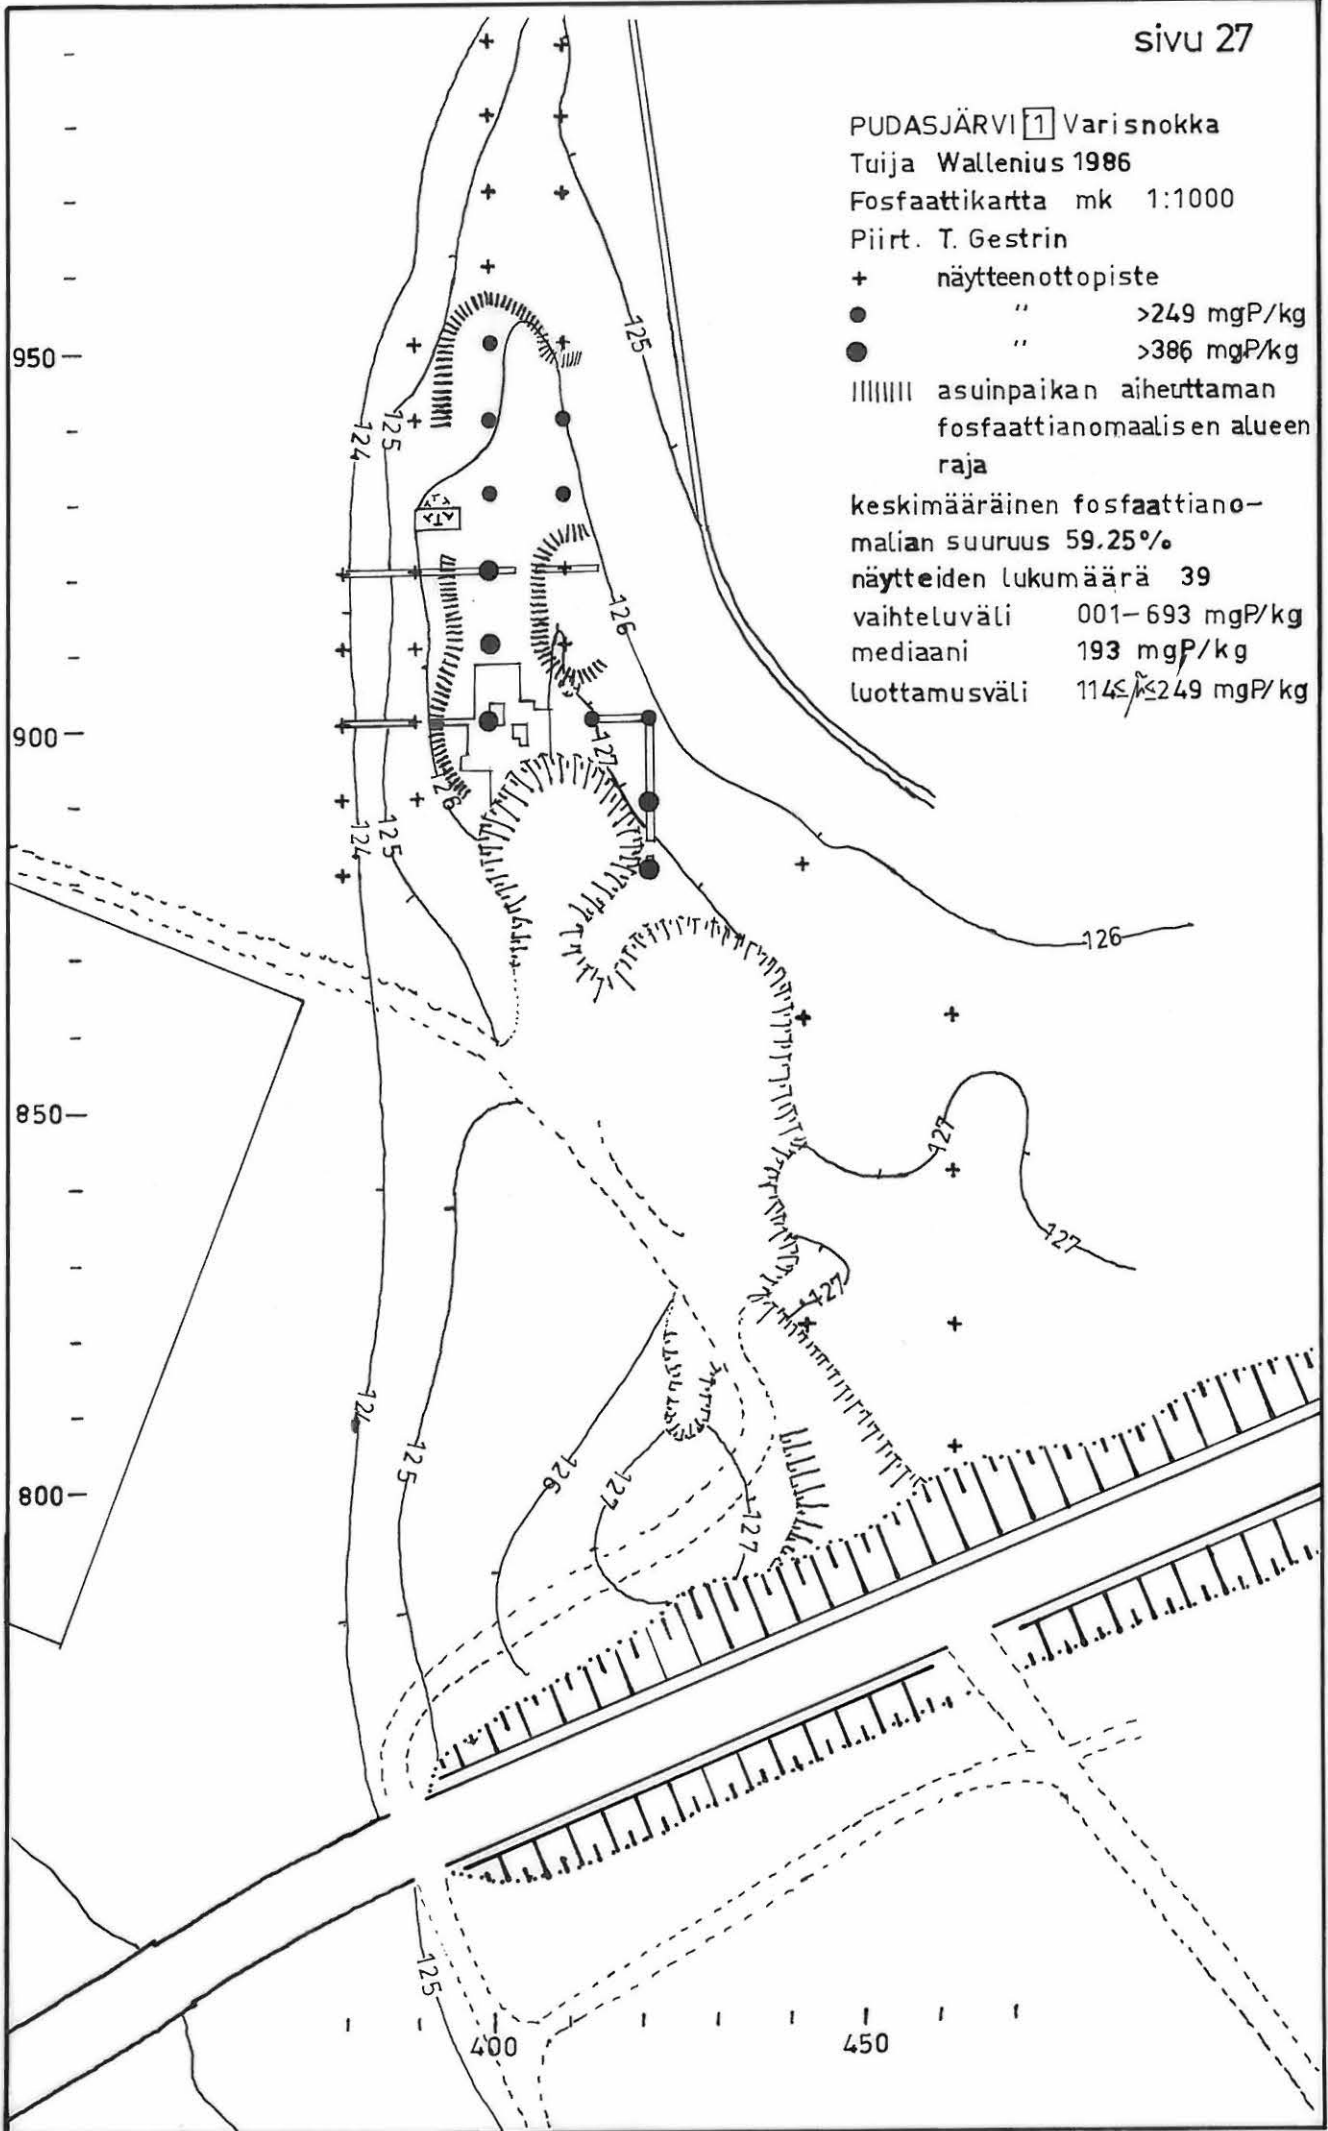 sivu 27
PUDASJÄRVI 1 Varisnokka
Tuija Wallenius 1986
Fosfaattikartta mk 1:1000
Piirt. T. Gestrin
+ näytteenottopiste
● " >249 mgP/kg
● " >386 mgP/kg
asuinpaikan aiheuttaman
fosfaattianomaalisen alueen
raja
keskimääräinen fosfaattiano-
malian suuruus 59.25%
näytteiden lukumäärä 39
vaihteluväli 001-693 mgP/kg
mediaani 193 mgP/kg
luottamusväli 114≤ ≤249 mgP/kg
125
950
124
125
126
900
127
126
124
125
126
850
127
127
127
124
125
126
127
800
127
125
400
450